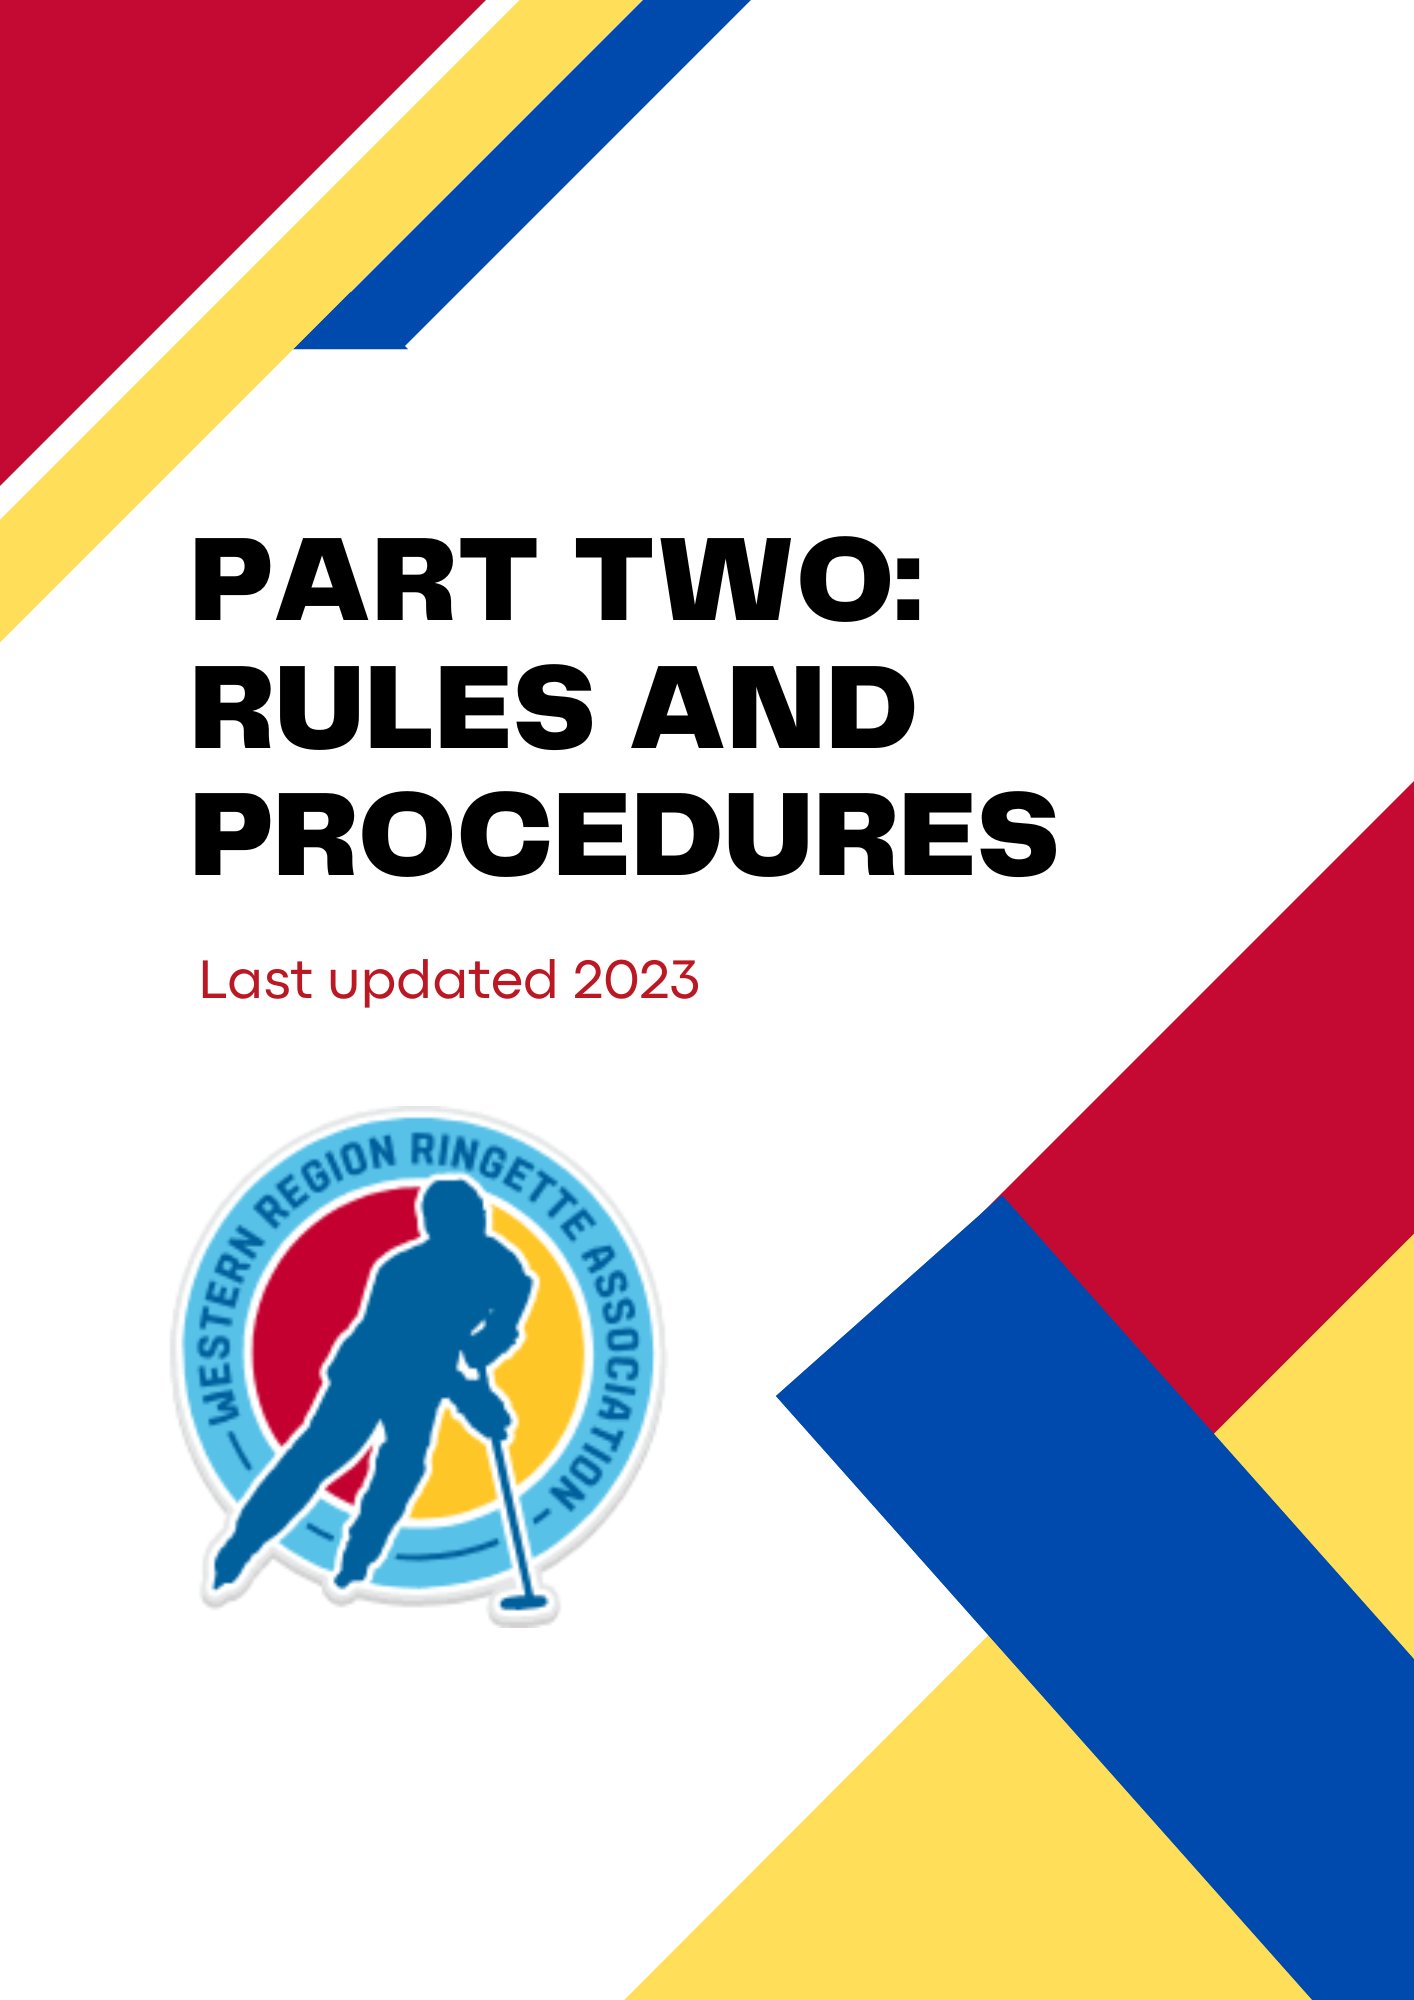 PART TWO:
RULES AND
PROCEDURES
Last updated 2023
WESTERN REGION RINGETTE ASSOCIATION